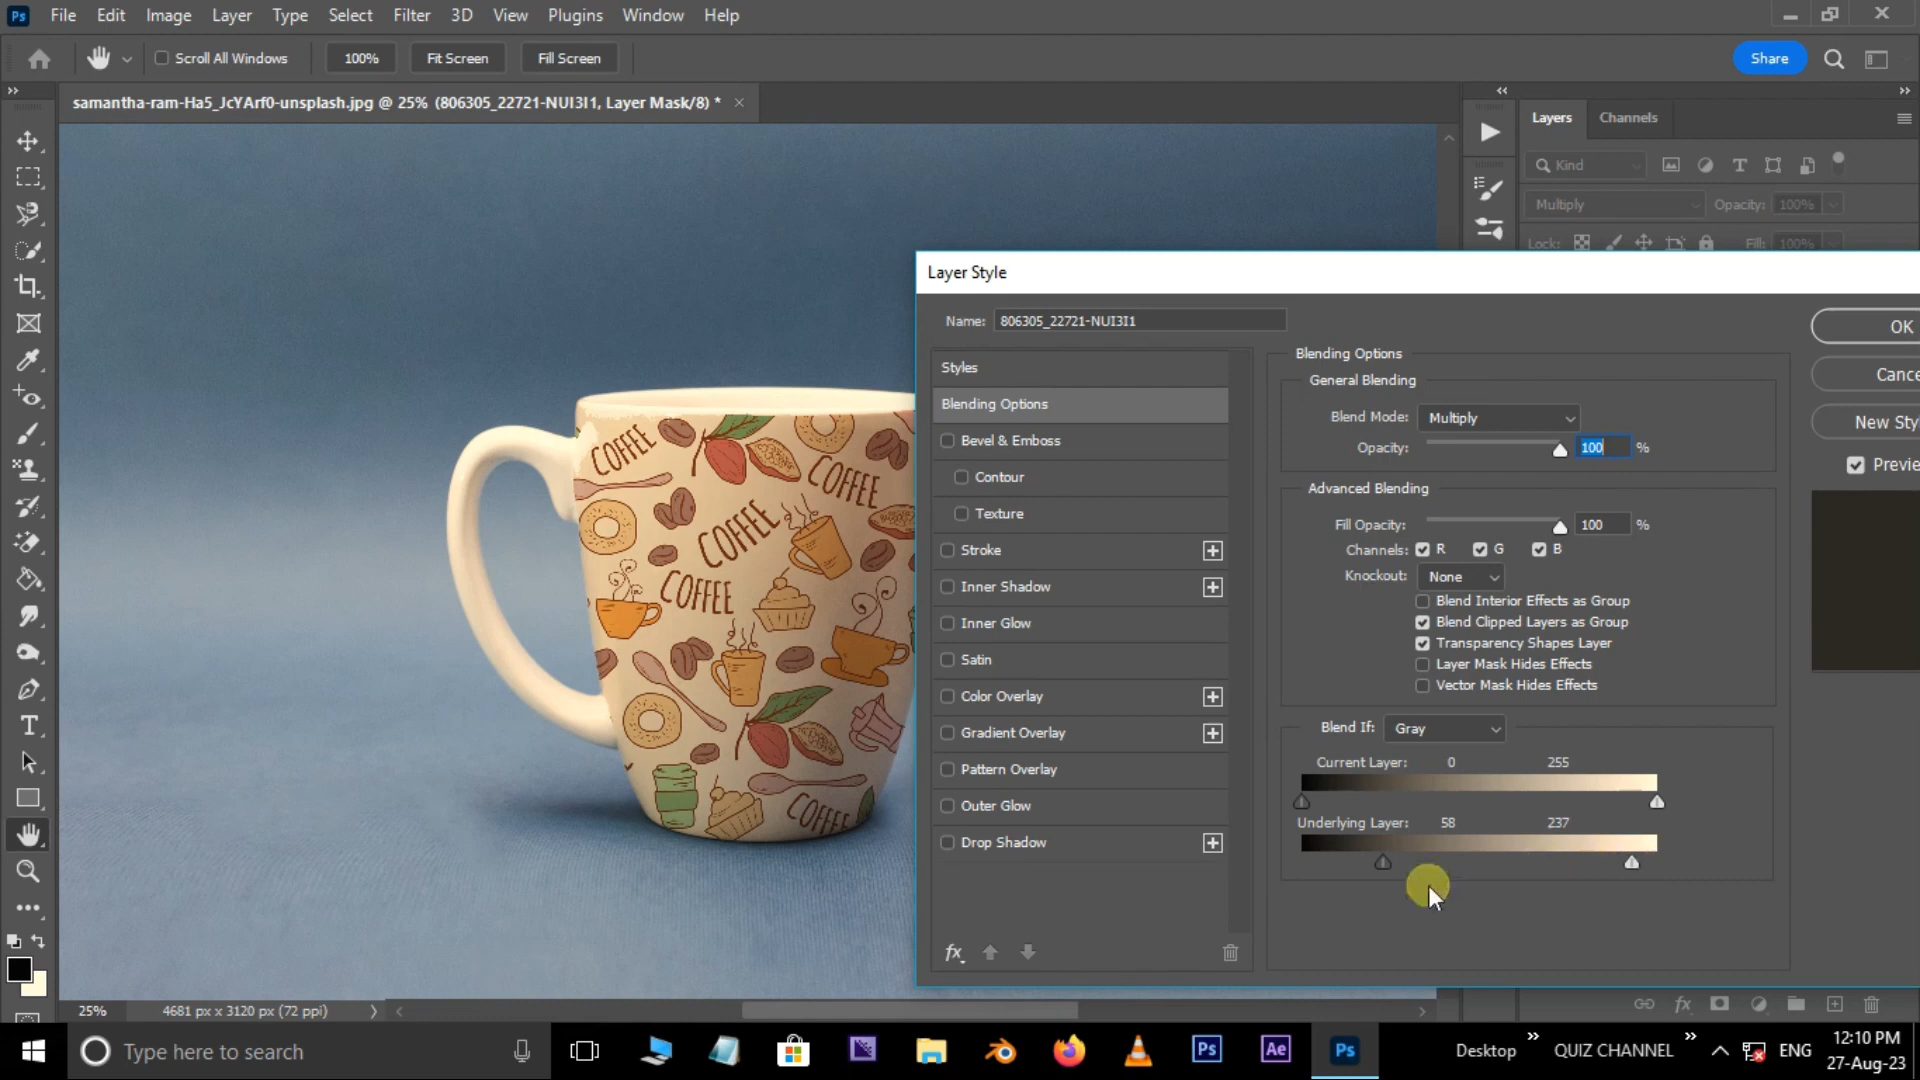 Ps File Edit Image Layer Type Select Filter 3D View Plugins Window Help
Scroll All Windows 100% Fit Screen Fill Screen Share
samantha-ram-Ha5_JcYArf0-unsplash.jpg @ 25% (806305_22721-NUI3I1, Layer Mask/8) *
Layers Channels
Kind
Multiply Opacity: 100%
Lock: Fill: 100%
Layer Style
Name: 806305_22721-NUI3I1
OK
Cance
New Styl
Previe
Styles
Blending Options
Bevel & Emboss
Contour
Texture
Stroke
Inner Shadow
Inner Glow
Satin
Color Overlay
Gradient Overlay
Pattern Overlay
Outer Glow
Drop Shadow
fx
Blending Options
General Blending
Blend Mode: Multiply
Opacity: 100 %
Advanced Blending
Fill Opacity: 100 %
Channels: R G B
Knockout: None
Blend Interior Effects as Group
Blend Clipped Layers as Group
Transparency Shapes Layer
Layer Mask Hides Effects
Vector Mask Hides Effects
Blend If: Gray
Current Layer: 0 255
Underlying Layer: 58 237
COFFEE
COFFEE
COFFEE
COFFEE
COFFEE
25% 4681 px x 3120 px (72 ppi)
fx
Type here to search
Ps Ae Ps
Desktop QUIZ CHANNEL ENG
12:10 PM
27-Aug-23